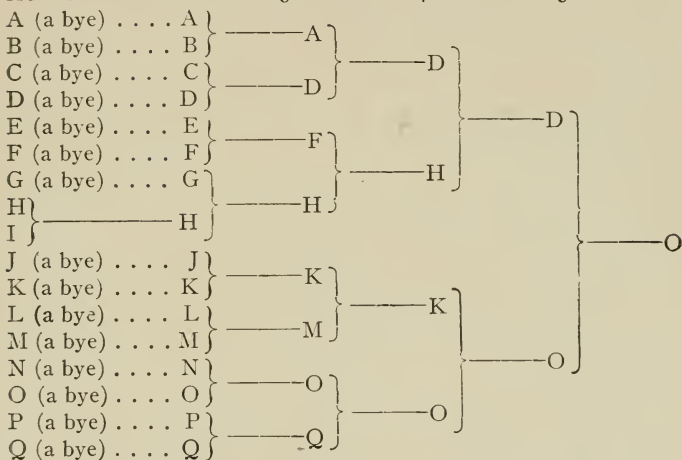 A (a bye) .... A
B (a bye) .... B
A
C (a bye) .... C
D (a bye) .... D
D
D
E (a bye) .... E
F (a bye) .... F
F
D
G (a bye) .... G
H
I
H
H
H
J (a bye) .... J
K (a bye) .... K
K
O
L (a bye) .... L
M (a bye) .... M
M
K
N (a bye) .... N
O (a bye) .... O
O
O
P (a bye) .... P
Q (a bye) .... Q
Q
O